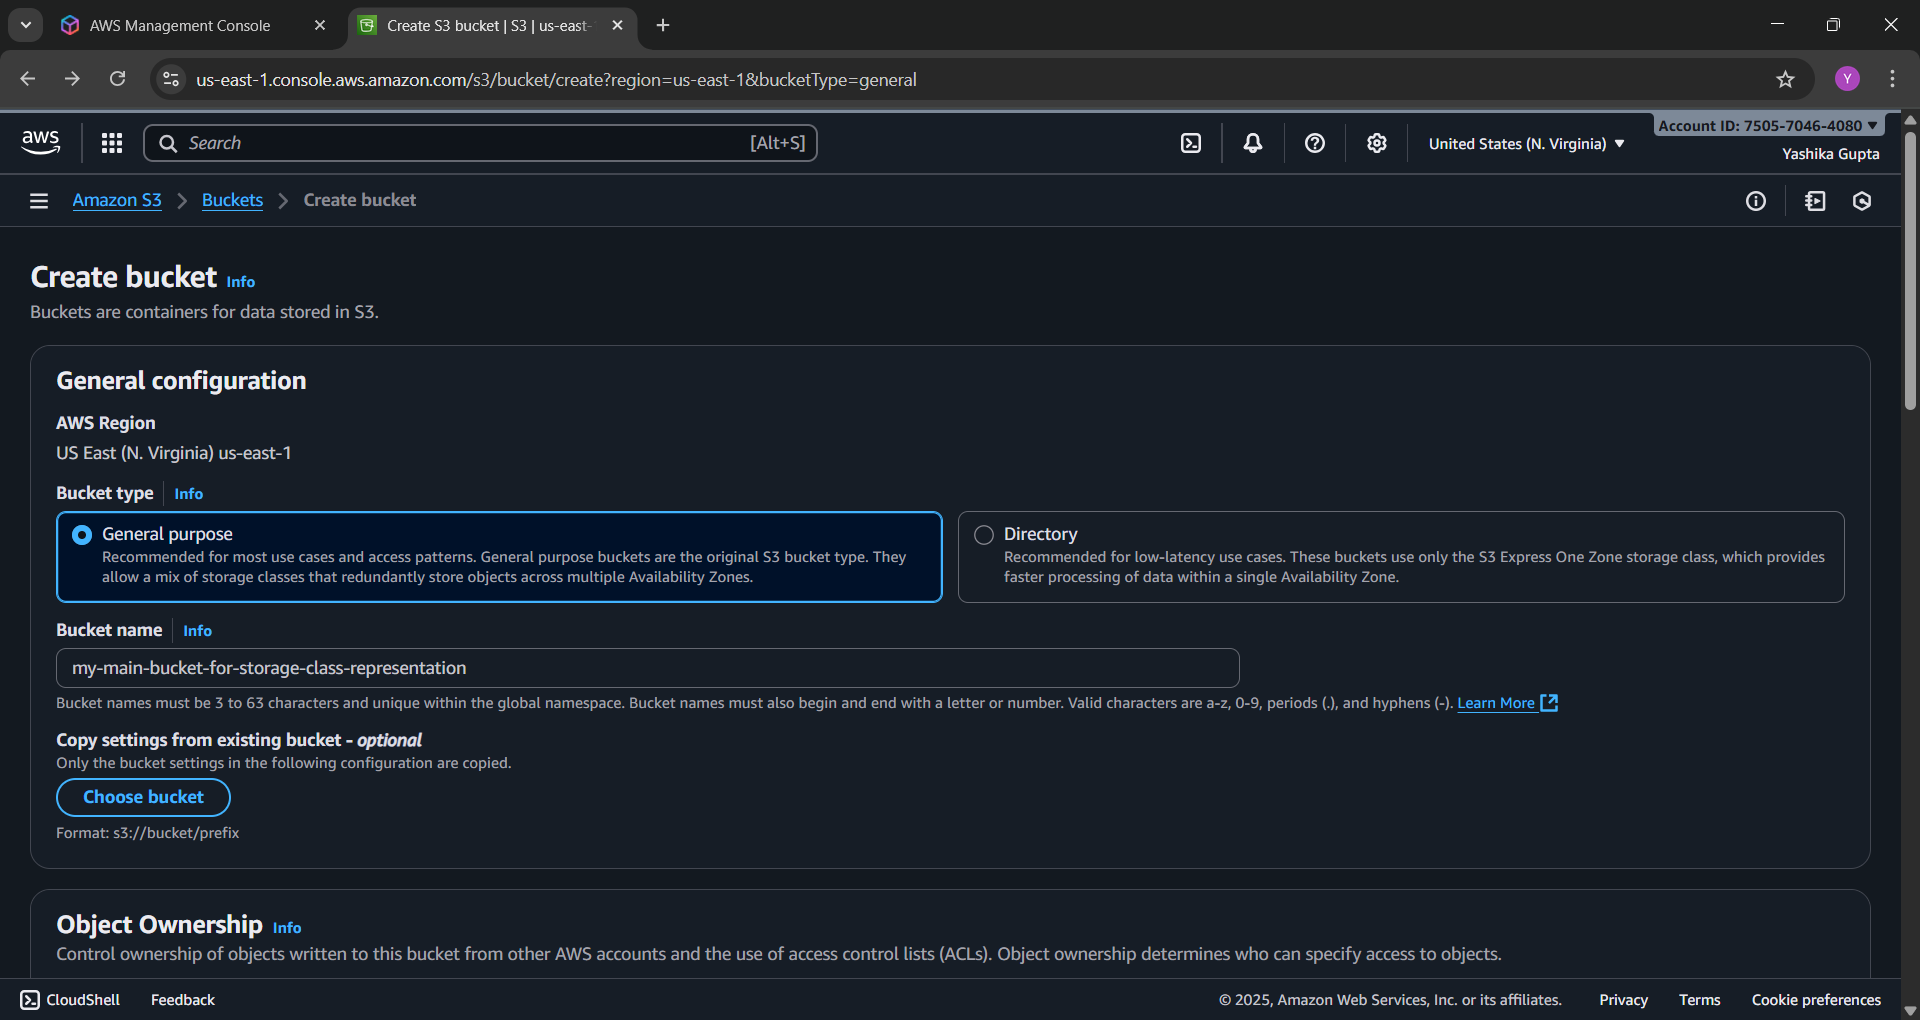 AWS Management Console
Create S3 bucket | S3 | us-east-
us-east-1.console.aws.amazon.com/s3/bucket/create?region=us-east-1&bucketType=general
Y
aws
Search [Alt+S]
United States (N. Virginia)
Account ID: 7505-7046-4080
Yashika Gupta
Amazon S3 Buckets Create bucket
Create bucket Info
Buckets are containers for data stored in S3.
General configuration
AWS Region
US East (N. Virginia) us-east-1
Bucket type Info
General purpose
Recommended for most use cases and access patterns. General purpose buckets are the original S3 bucket type. They
allow a mix of storage classes that redundantly store objects across multiple Availability Zones.
Directory
Recommended for low-latency use cases. These buckets use only the S3 Express One Zone storage class, which provides
faster processing of data within a single Availability Zone.
Bucket name Info
my-main-bucket-for-storage-class-representation
Bucket names must be 3 to 63 characters and unique within the global namespace. Bucket names must also begin and end with a letter or number. Valid characters are a-z, 0-9, periods (.), and hyphens (-). Learn More
Copy settings from existing bucket - optional
Only the bucket settings in the following configuration are copied.
Choose bucket
Format: s3://bucket/prefix
Object Ownership Info
Control ownership of objects written to this bucket from other AWS accounts and the use of access control lists (ACLs). Object ownership determines who can specify access to objects.
CloudShell Feedback
© 2025, Amazon Web Services, Inc. or its affiliates. Privacy Terms Cookie preferences